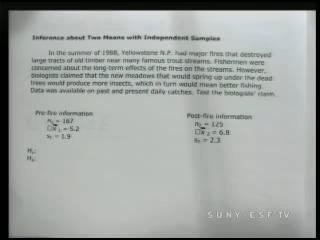 Inference about Two Means with Independent Samples
In the summer of 1988, Yellowstone N.P. had major fires that destroyed
large tracts of old timber near many famous trout streams. Fishermen were
concerned about the long-term effects of the fires on the streams. However,
biologists claimed that the new meadows that would spring up under the dead
trees would produce more insects, which in turn would mean better fishing.
Data was available on past and present daily catches. Test the biologists' claim.
Pre-fire information
n₁ = 167
x̄ ₁ = 5.2
s₁ = 1.9
Post-fire information
n₂ = 125
x̄ ₂ = 6.8
s₂ = 2.3
H₀:
Hₐ:
SUNY-ESF TV